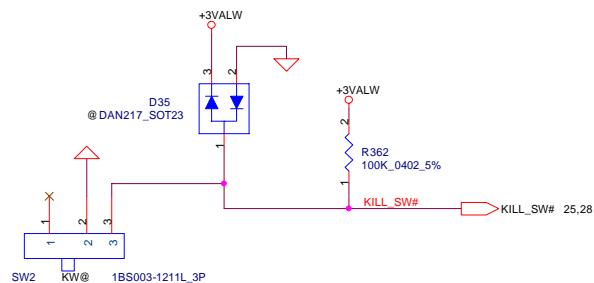 +3VALW
3
2
D35
@DAN217_SOT23
1
+3VALW
2
R362
100K_0402_5%
1
KILL_SW#
KILL_SW# 25,28
1
2
3
1
2
3
SW2 KW@ 1BS003-1211L_3P